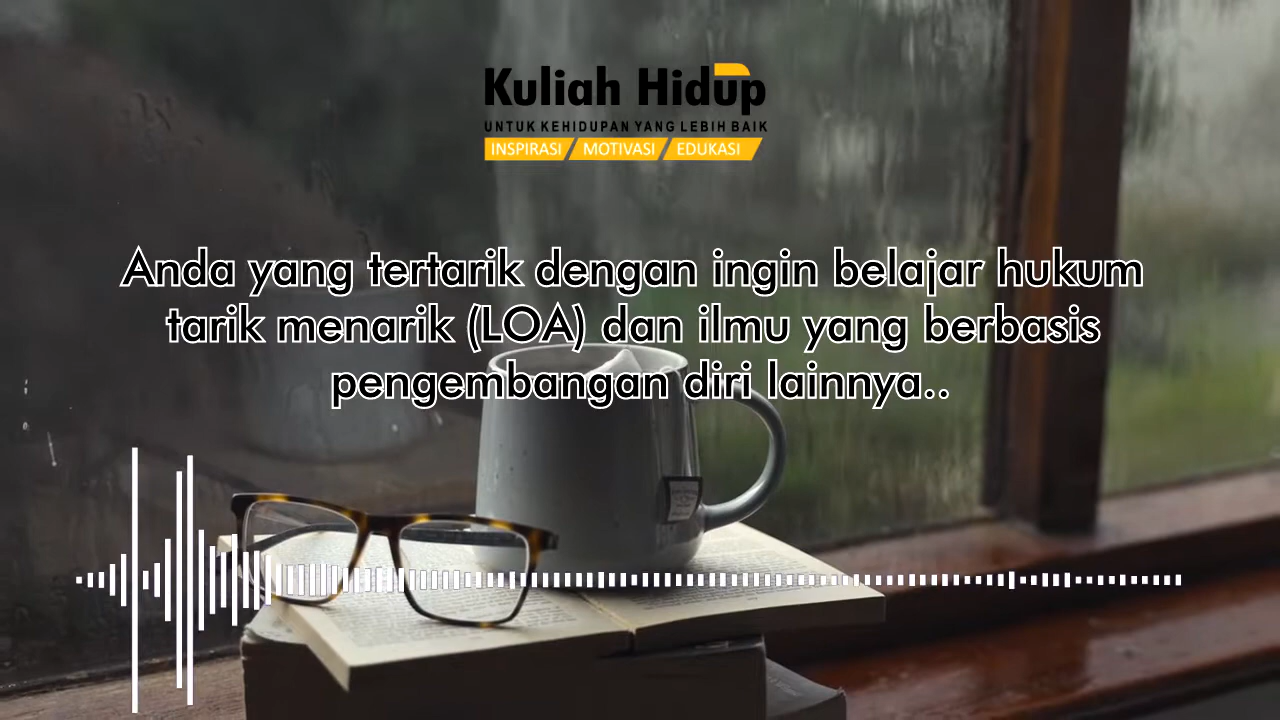 Kuliah Hidup
UNTUK KEHIDUPAN YANG LEBIH BAIK
INSPIRASI / MOTIVASI / EDUKASI
Anda yang tertarik dengan ingin belajar hukum
tarik menarik (LOA) dan ilmu yang berbasis
pengembangan diri lainnya..